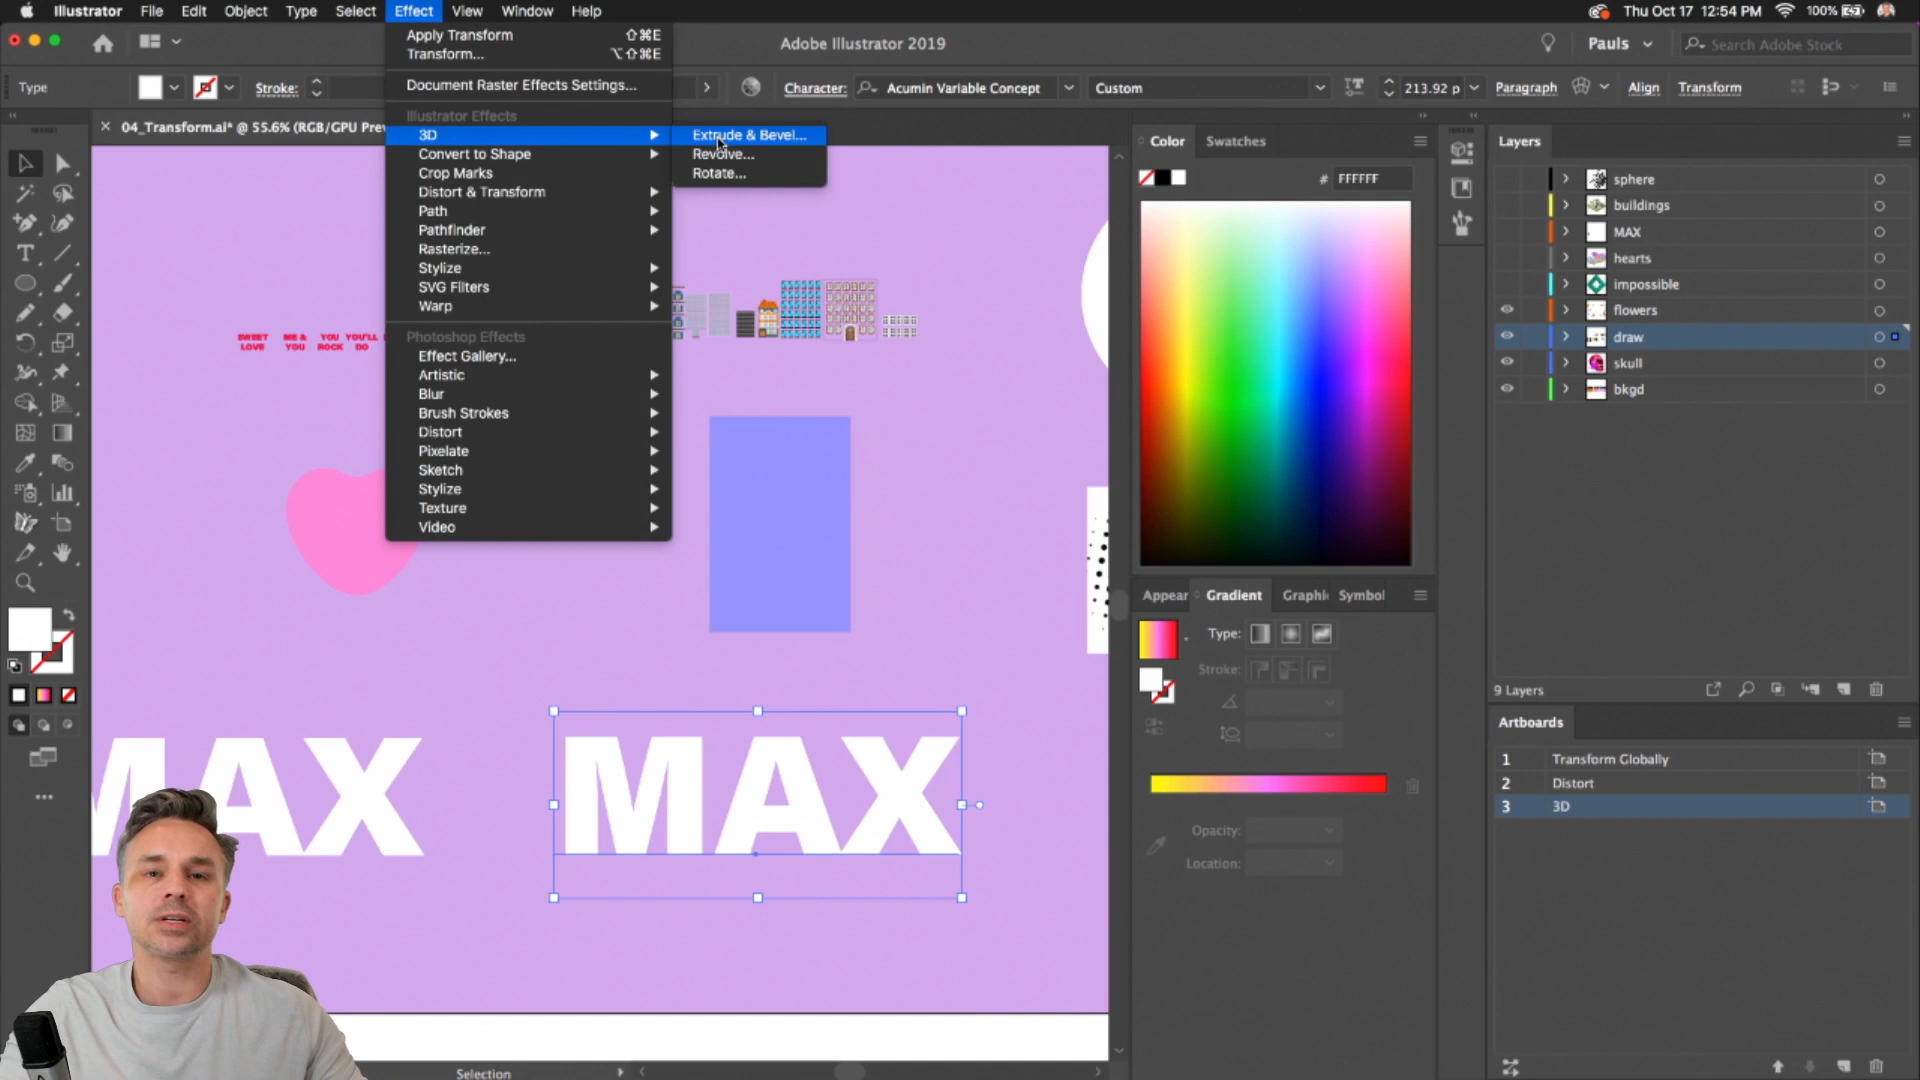 Illustrator File Edit Object Type Select Effect View Window Help
Thu Oct 17 12:54 PM 100%
Adobe Illustrator 2019
Pauls
Search Adobe Stock
Type
Stroke:
Character:
Acumin Variable Concept
Custom
213.92 p
Paragraph
Align
Transform
04_Transform.ai* @ 55.6% (RGB/GPU Prev
Apply Transform ⇧⌘E
Transform... ⌥⇧⌘E
Document Raster Effects Settings...
Illustrator Effects
3D
Convert to Shape
Crop Marks
Distort & Transform
Path
Pathfinder
Rasterize...
Stylize
SVG Filters
Warp
Photoshop Effects
Effect Gallery...
Artistic
Blur
Brush Strokes
Distort
Pixelate
Sketch
Stylize
Texture
Video
Extrude & Bevel...
Revolve...
Rotate...
SWEET LOVE
ME & YOU
YOU ROCK
YOU'LL DO
MAX
MAX
Selection
Color
Swatches
# FFFFFF
Appear
Gradient
Graphi
Symbol
Type:
Stroke:
Opacity:
Location:
Layers
sphere
buildings
MAX
hearts
impossible
flowers
draw
skull
bkgd
9 Layers
Artboards
1 Transform Globally
2 Distort
3 3D